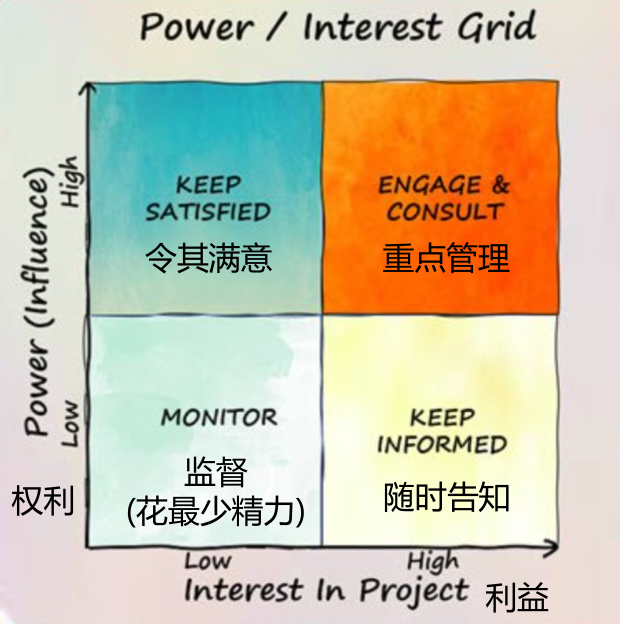 Power / Interest Grid
Power (Influence)
High
Low
KEEP
SATISFIED
令其满意
ENGAGE &
CONSULT
重点管理
MONITOR
监督
(花最少精力)
KEEP
INFORMED
随时告知
权利
Low
High
Interest In Project
利益